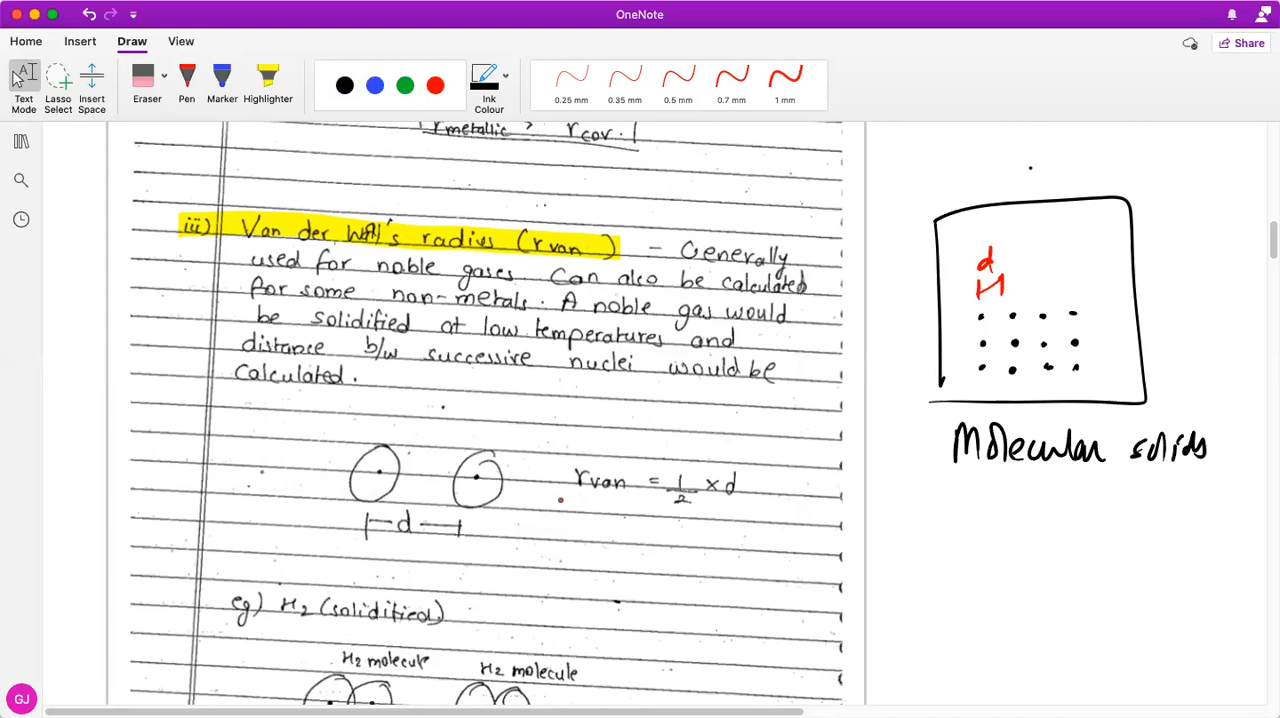 OneNote
Home Insert Draw View
Share
Text Mode
Lasso Select
Insert Space
Eraser
Pen
Marker
Highlighter
Ink Colour
0.25 mm 0.35 mm 0.5 mm 0.7 mm 1 mm
rmetallic > rcov.
iii) Van der Wall's radius (rvan) - Generally
used for noble gases. Can also be calculated
for some non-metals. A noble gas would
be solidified at low temperatures and
distance b/w successive nuclei would be
calculated.
rvan = 1/2 × d
d
eg) H2 (solidified)
H2 molecule H2 molecule
d
Molecular solids
GJ